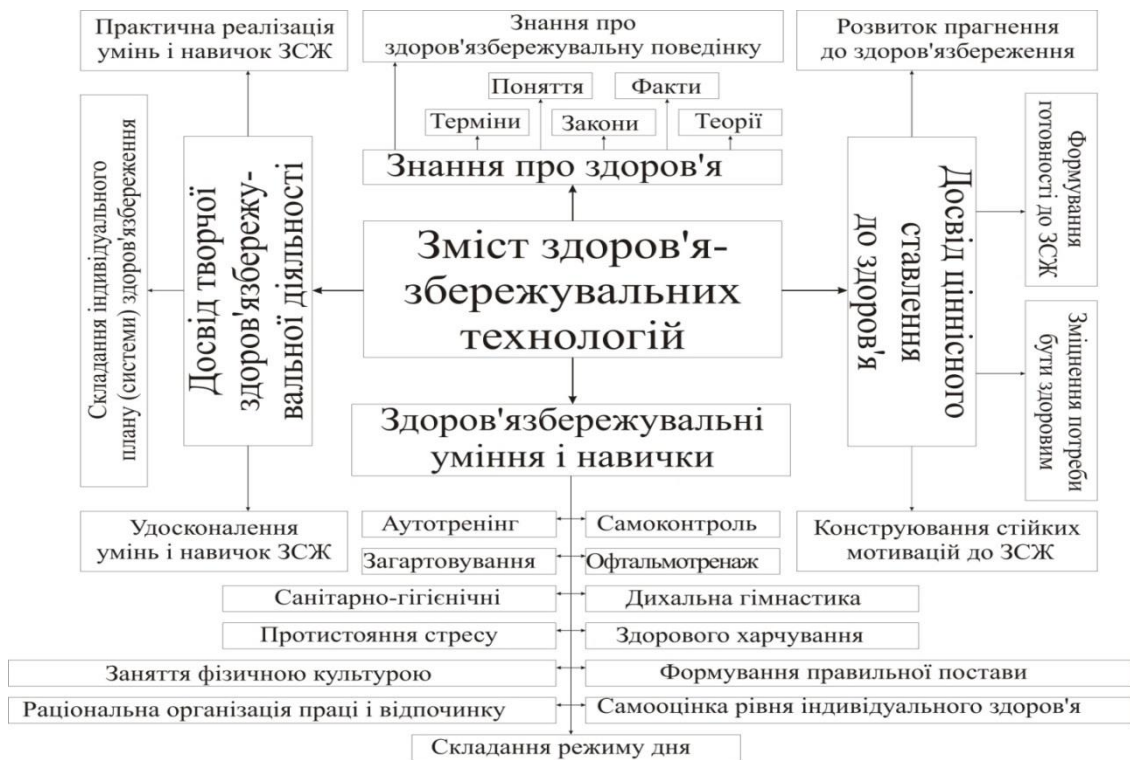 Практична реалізація
умінь і навичок ЗСЖ
Знання про
здоров'язбережувальну поведінку
Розвиток прагнення
до здоров'язбереження
Поняття
Факти
Терміни
Закони
Теорії
Знання про здоров'я
Складання індивідуального
плану (системи) здоров'язбереження
Досвід творчої
здоров'язбережу-
вальної діяльності
Зміст здоров'я-
збережувальних
технологій
Досвід ціннісного
ставлення
до здоров'я
Формування
готовності до ЗСЖ
Зміцнення потреби
бути здоровим
Здоров'язбережувальні
уміння і навички
Удосконалення
умінь і навичок ЗСЖ
Конструювання стійких
мотивацій до ЗСЖ
Аутотренінг
Самоконтроль
Загартовування
Офтальмотренаж
Санітарно-гігієнічні
Дихальна гімнастика
Протистояння стресу
Здорового харчування
Заняття фізичною культурою
Формування правильної постави
Раціональна організація праці і відпочинку
Самооцінка рівня індивідуального здоров'я
Складання режиму дня